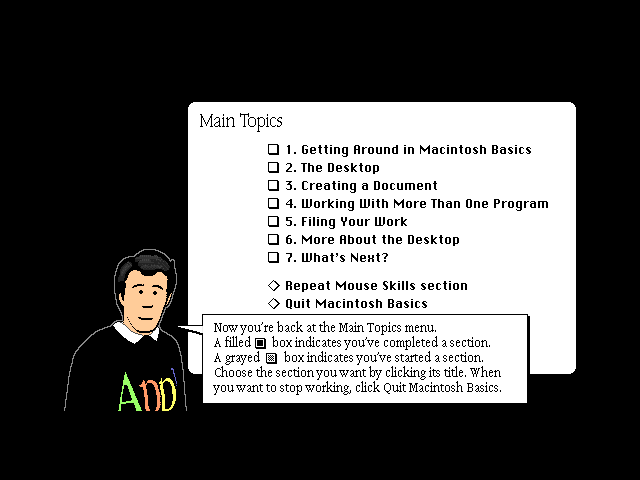 Main Topics
1. Getting Around in Macintosh Basics
2. The Desktop
3. Creating a Document
4. Working With More Than One Program
5. Filing Your Work
6. More About the Desktop
7. What's Next?
Repeat Mouse Skills section
Quit Macintosh Basics
Now you're back at the Main Topics menu.
A filled box indicates you've completed a section.
A grayed box indicates you've started a section.
Choose the section you want by clicking its title. When
you want to stop working, click Quit Macintosh Basics.